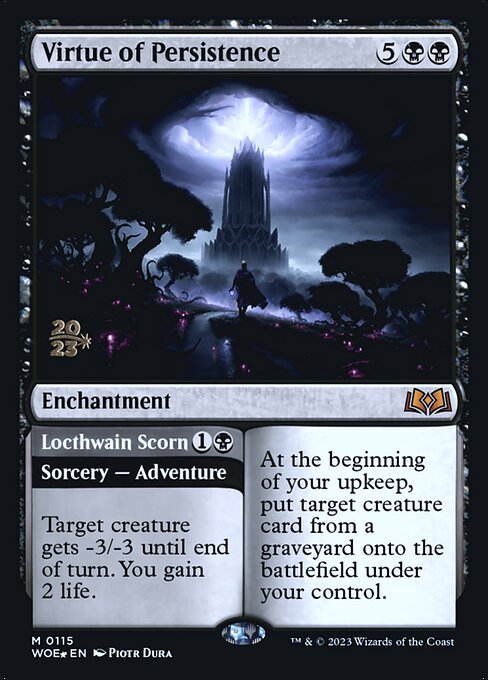 Virtue of Persistence 5
20
23
Enchantment
Locthwain Scorn 1
Sorcery — Adventure
Target creature
gets -3/-3 until end
of turn. You gain
2 life.
At the beginning
of your upkeep,
put target creature
card from a
graveyard onto the
battlefield under
your control.
M 0115
WOE★EN Piotr Dura
™ & © 2023 Wizards of the Coast